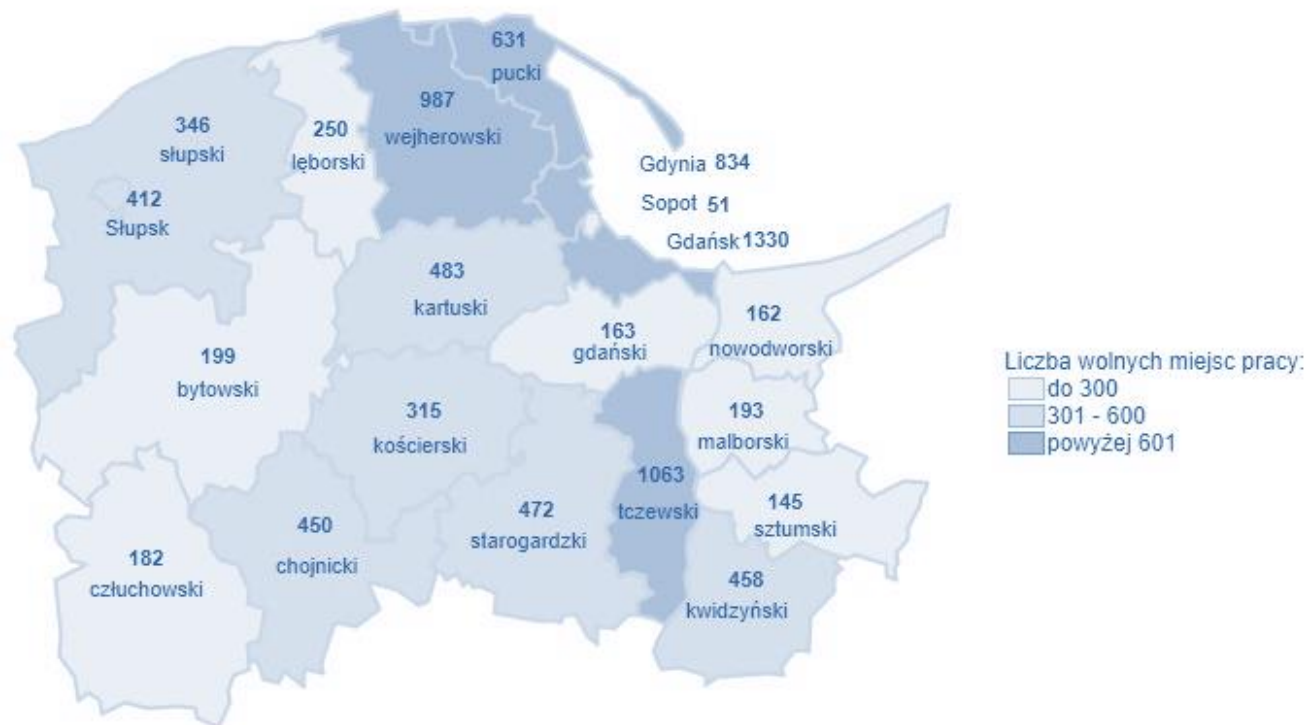 631
pucki
987
wejherowski
346
słupski
250
lęborski
412
Słupsk
Gdynia 834
Sopot 51
Gdańsk 1330
483
kartuski
163
gdański
162
nowodworski
199
bytowski
315
kościerski
193
malborski
1063
tczewski
145
sztumski
472
starogardzki
450
chojnicki
182
człuchowski
458
kwidzyński
Liczba wolnych miejsc pracy:
do 300
301 - 600
powyżej 601